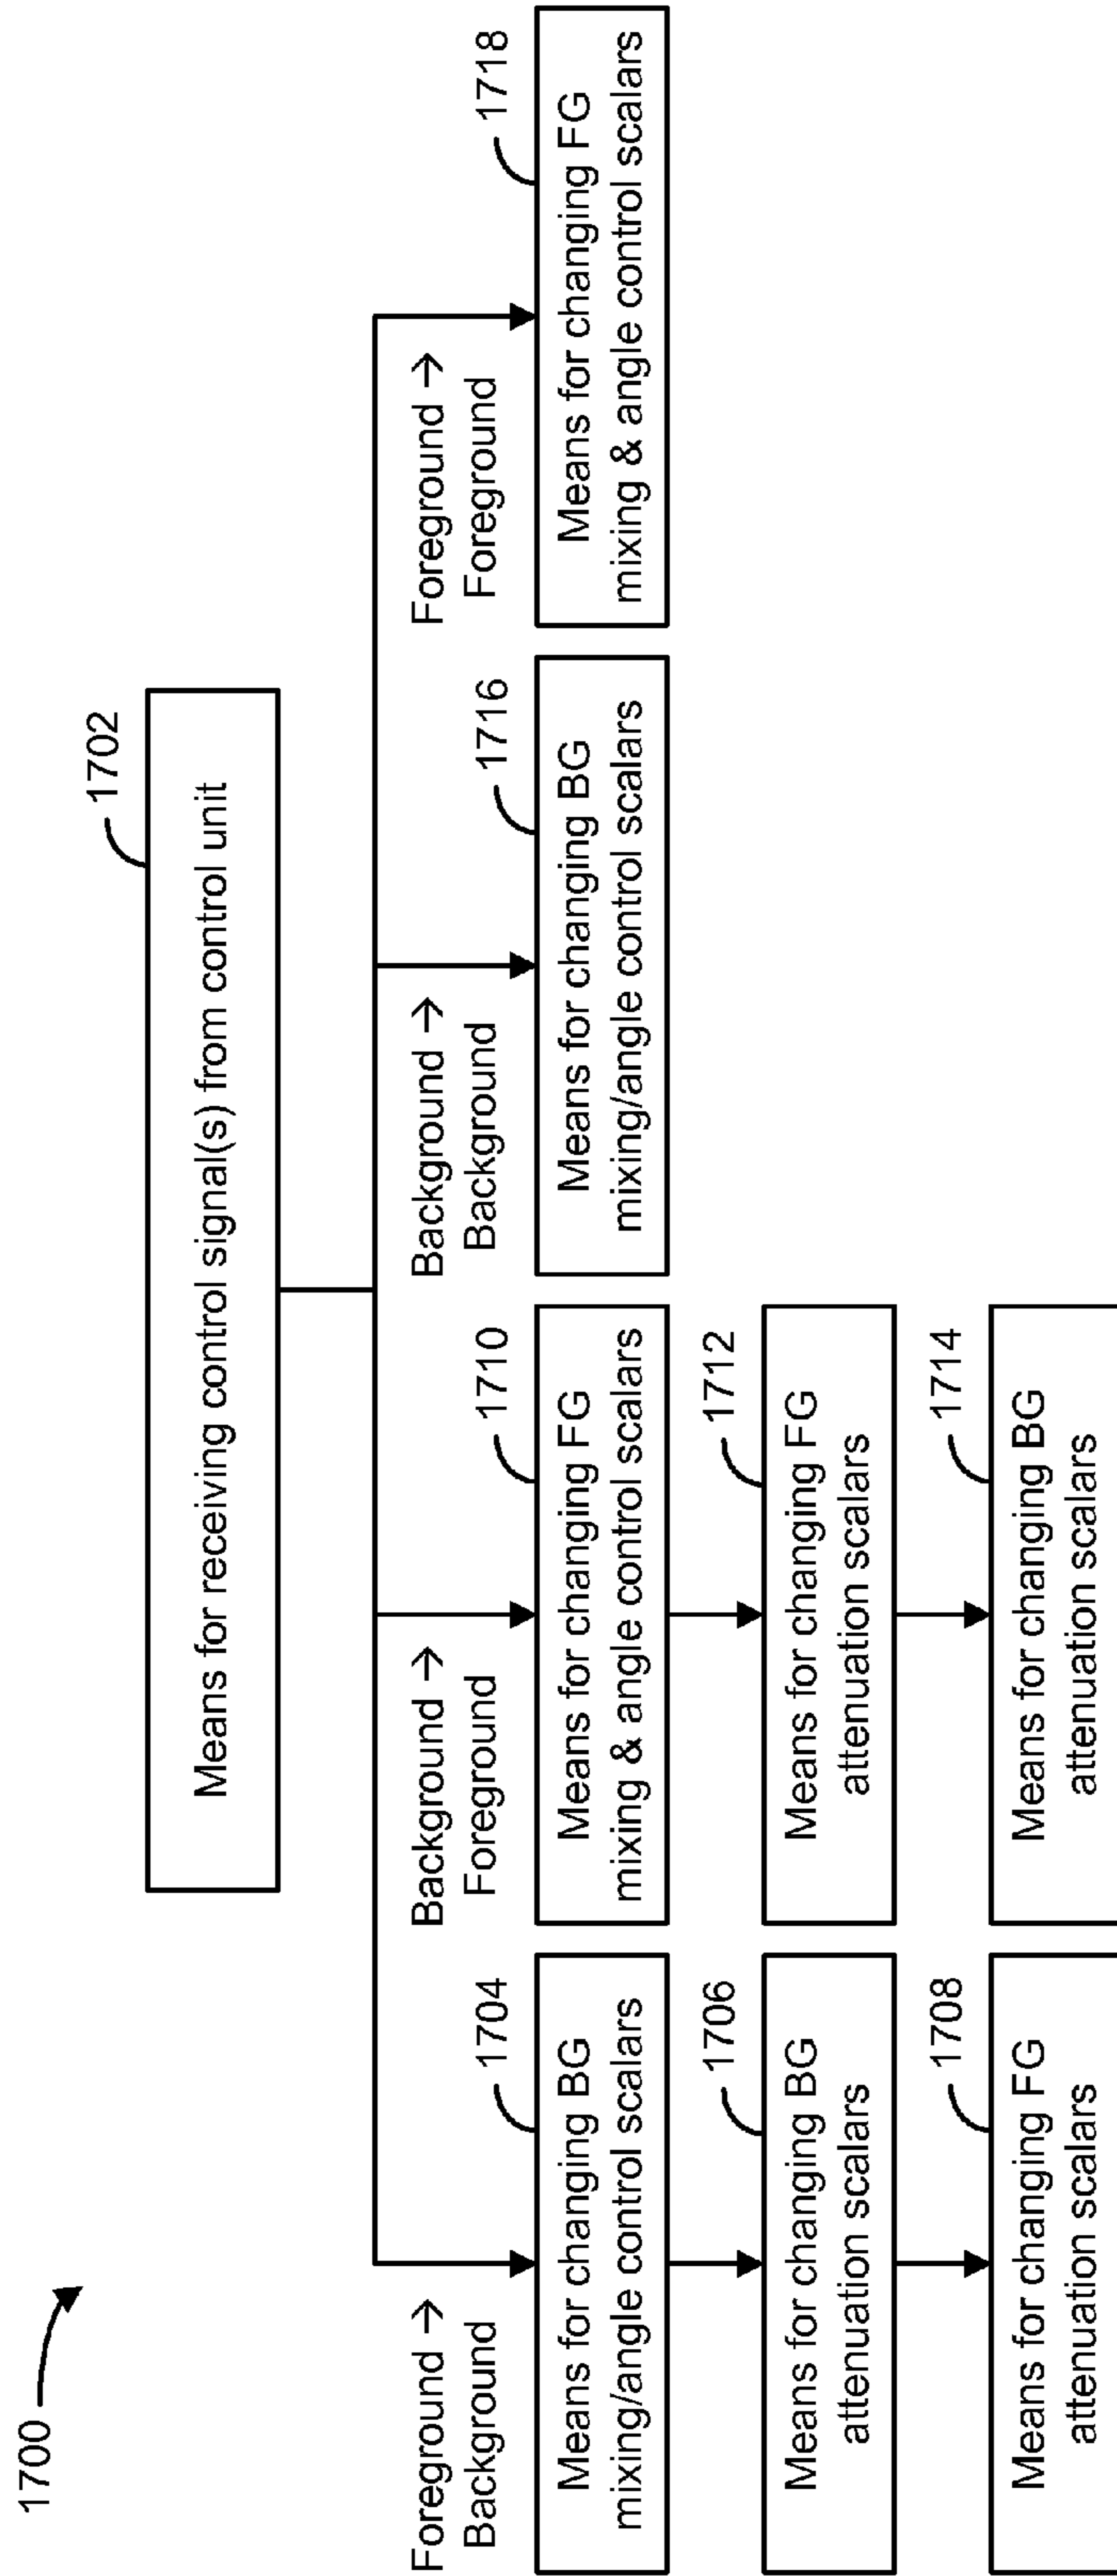 1700
1702
Means for receiving control signal(s) from control unit
Foreground →
Background
1704
Means for changing BG
mixing/angle control scalars
1706
Means for changing BG
attenuation scalars
1708
Means for changing FG
attenuation scalars
Background →
Foreground
1710
Means for changing FG
mixing & angle control scalars
1712
Means for changing FG
attenuation scalars
1714
Means for changing BG
attenuation scalars
Background →
Background
1716
Means for changing BG
mixing/angle control scalars
Foreground →
Foreground
1718
Means for changing FG
mixing & angle control scalars